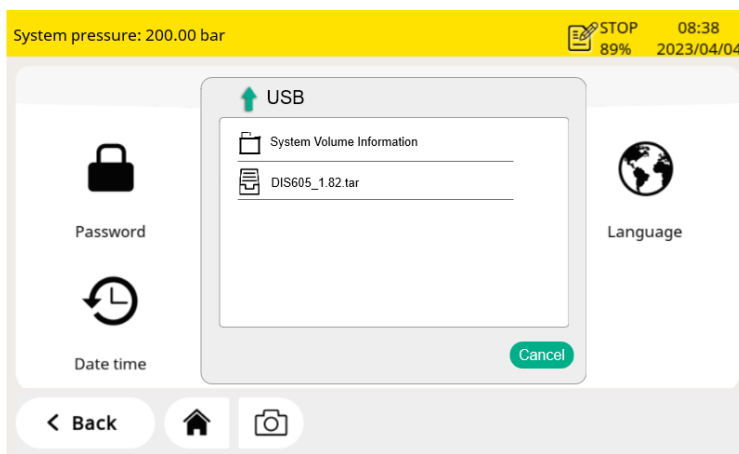 System pressure: 200.00 bar
STOP
89%
08:38
2023/04/04
USB
System Volume Information
DIS605_1.82.tar
Password
Language
Date time
Cancel
< Back